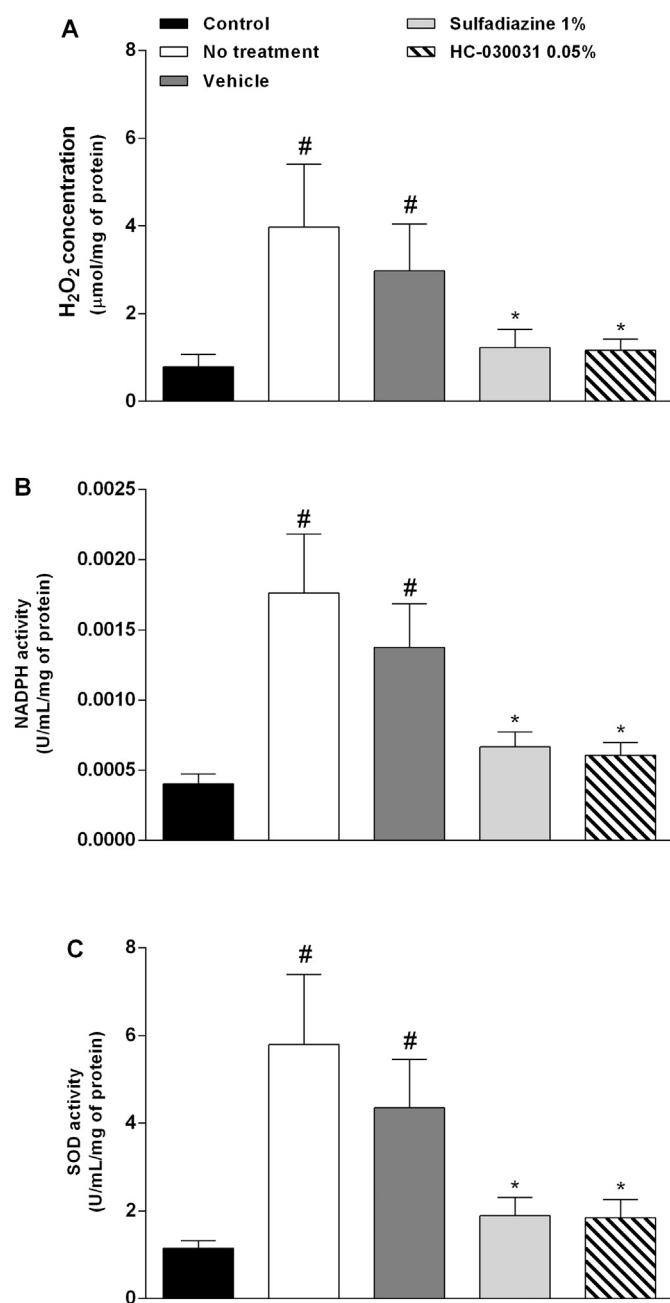 A
Control
No treatment
Vehicle
Sulfadiazine 1%
HC-030031 0.05%
H₂O₂ concentration
(μmol/mg of protein)
8
6
4
2
0
#
#
*
*
B
NADPH activity
(U/mL/mg of protein)
0.0025
0.0020
0.0015
0.0010
0.0005
0.0000
#
#
*
*
C
SOD activity
(U/mL/mg of protein)
8
6
4
2
0
#
#
*
*